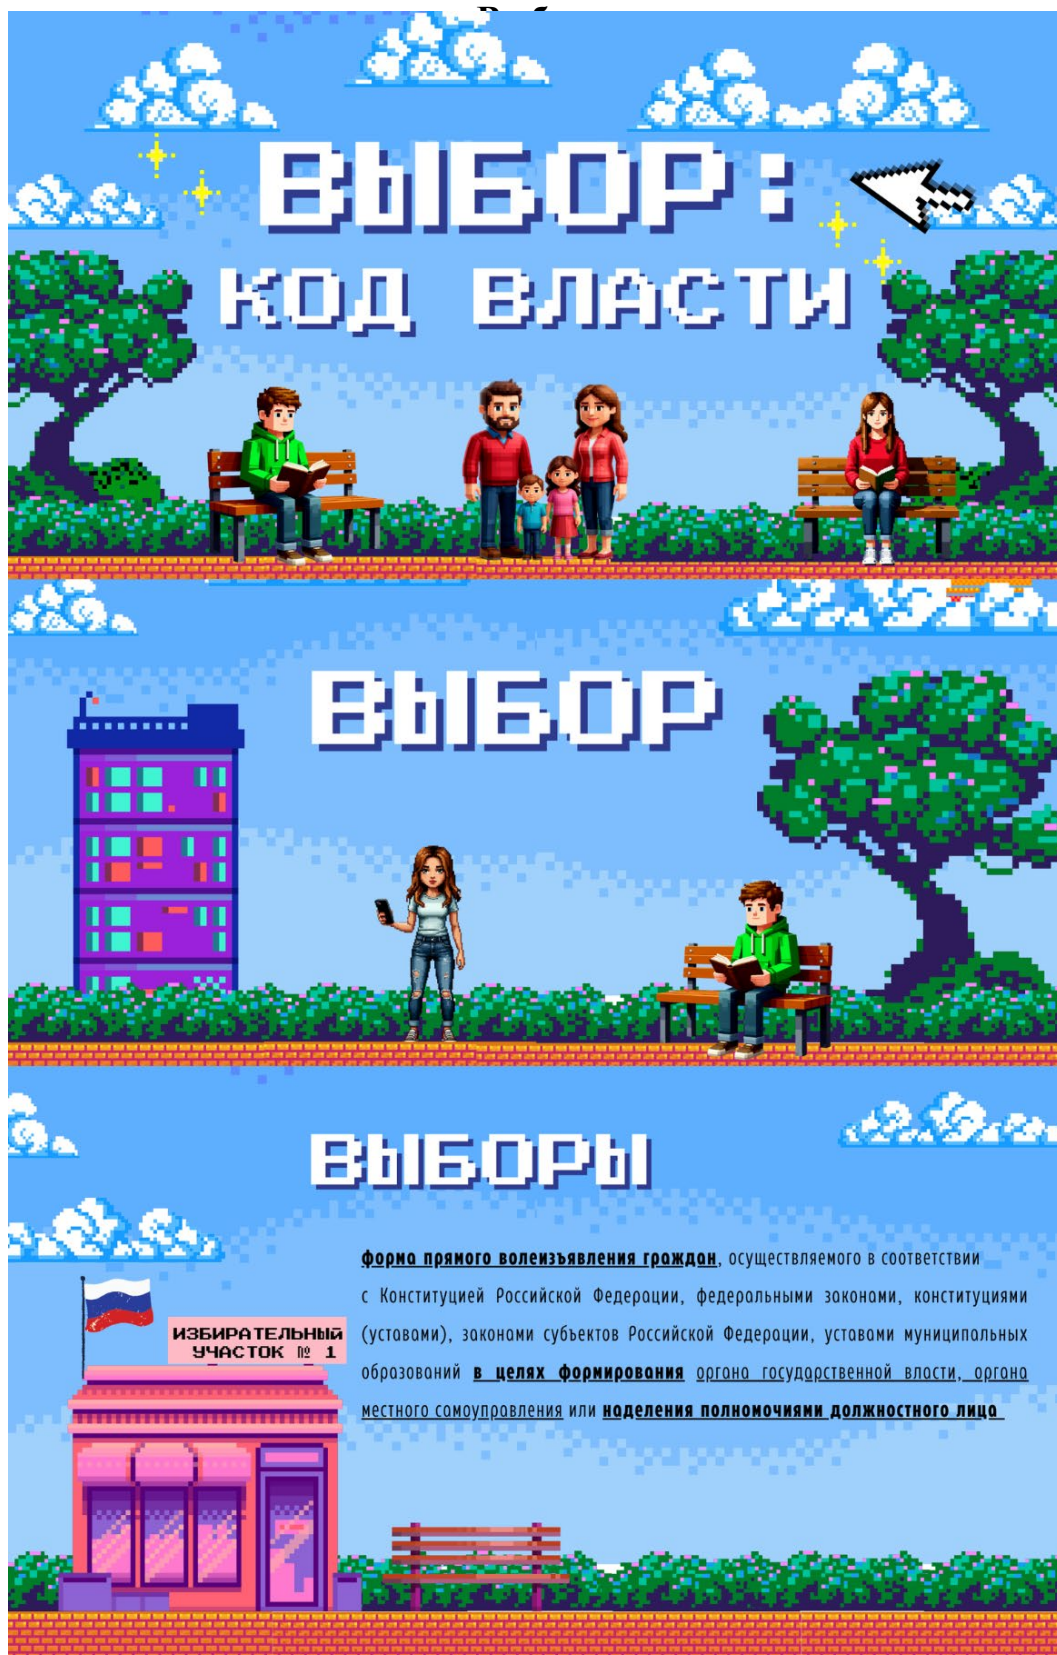 ВЫБОР:
КОД ВЛАСТИ
ВЫБОР
ВЫБОРЫ
форма прямого волеизъявления граждан, осуществляемого в соответствии
с Конституцией Российской Федерации, федеральными законами, конституциями
(уставами), законами субъектов Российской Федерации, уставами муниципальных
образований в целях формирования органа государственной власти, органа
местного самоуправления или наделения полномочиями должностного лица
ИЗБИРАТЕЛЬНЫЙ
УЧАСТОК № 1